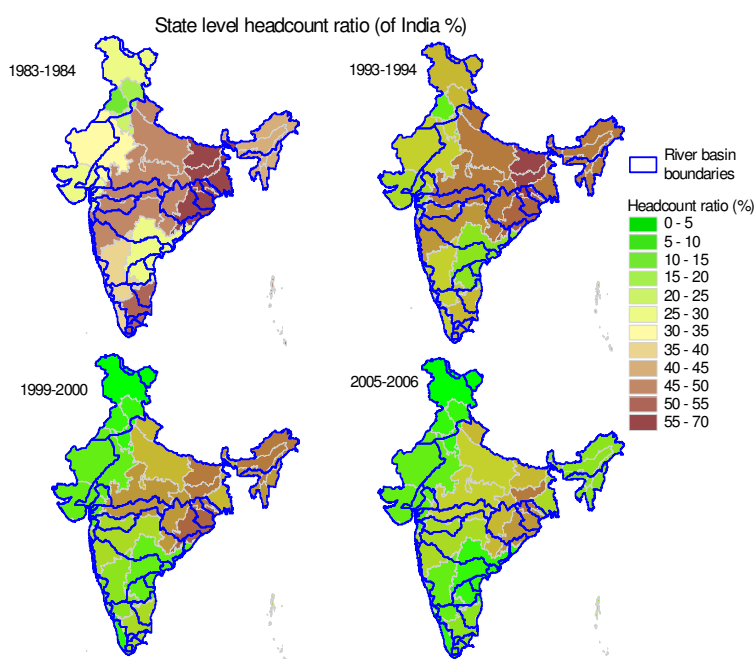 State level headcount ratio (of India %)
1983-1984
1993-1994
River basin
boundaries
Headcount ratio (%)
0 - 5
5 - 10
10 - 15
15 - 20
20 - 25
25 - 30
30 - 35
35 - 40
40 - 45
45 - 50
50 - 55
55 - 70
1999-2000
2005-2006